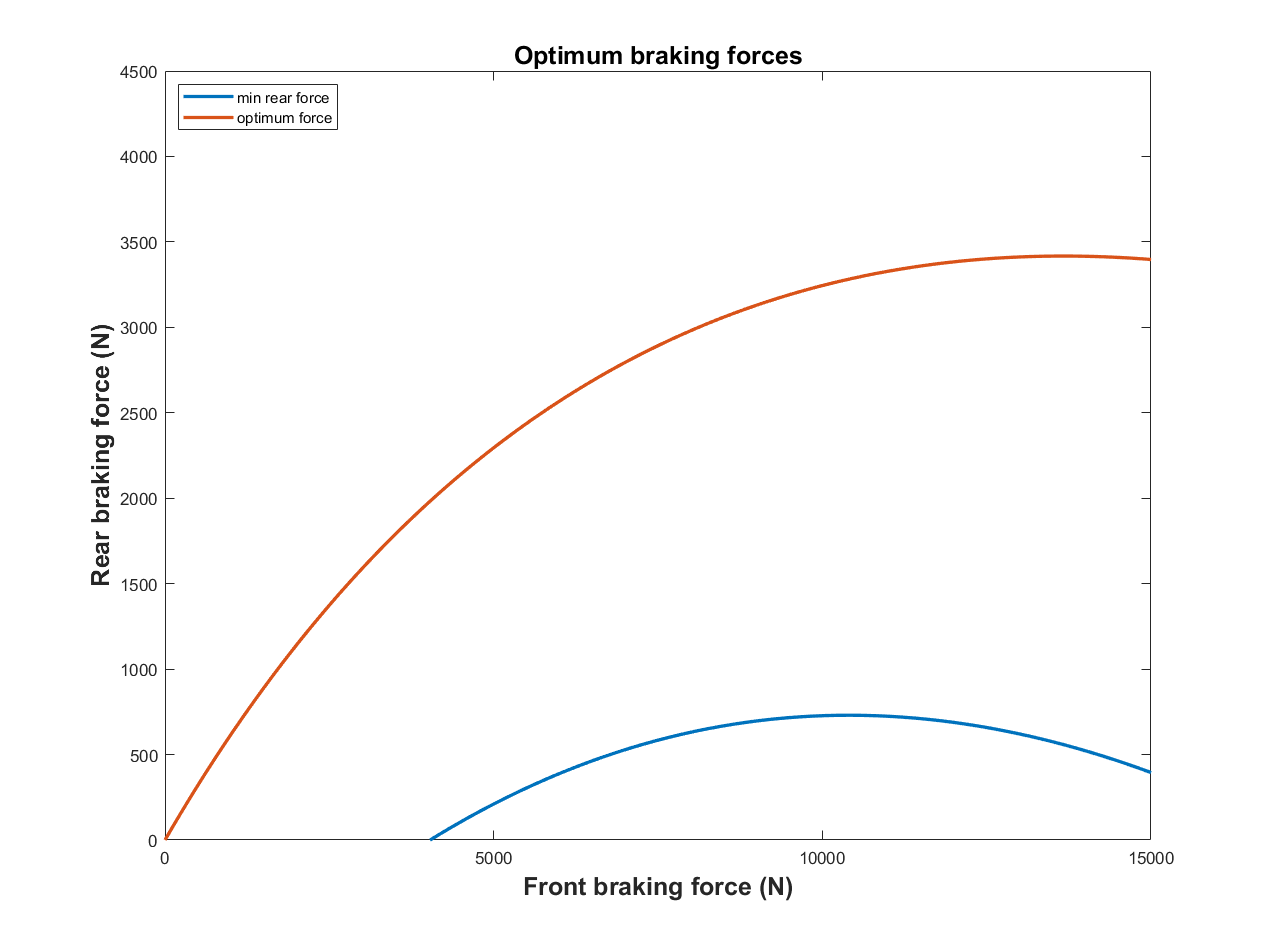 Optimum braking forces
min rear force
optimum force
4500
4000
3500
3000
2500
2000
1500
1000
500
0
Rear braking force (N)
0 5000 10000 15000
Front braking force (N)